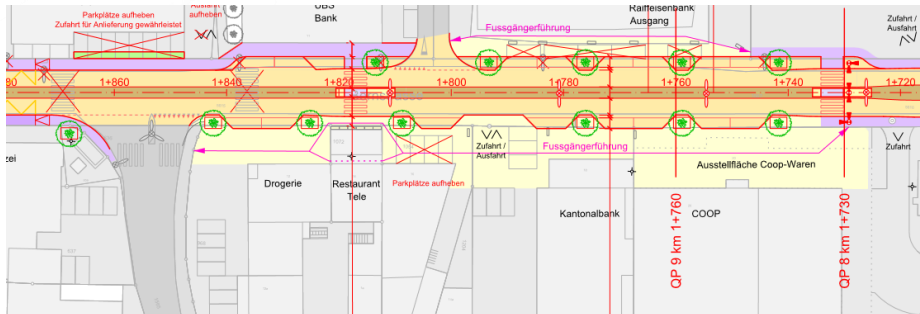 Parkplätze aufheben
Zufahrt für Anlieferung gewährleistet
Ausfahrt
aufheben
UBS
Bank
Raiffeisenbank
Ausgang
Fussgängerführung
Zufahrt /
Ausfahrt
80
1+860
1+840
1+820
1+800
1+780
1+760
1+740
1+720
Zufahrt /
Ausfahrt
Fussgängerführung
Zufahrt
zei
Drogerie
Restaurant
Tele
Parkplätze aufheben
Ausstellfläche Coop-Waren
Kantonalbank
COOP
QP 9 km 1+760
QP 8 km 1+730